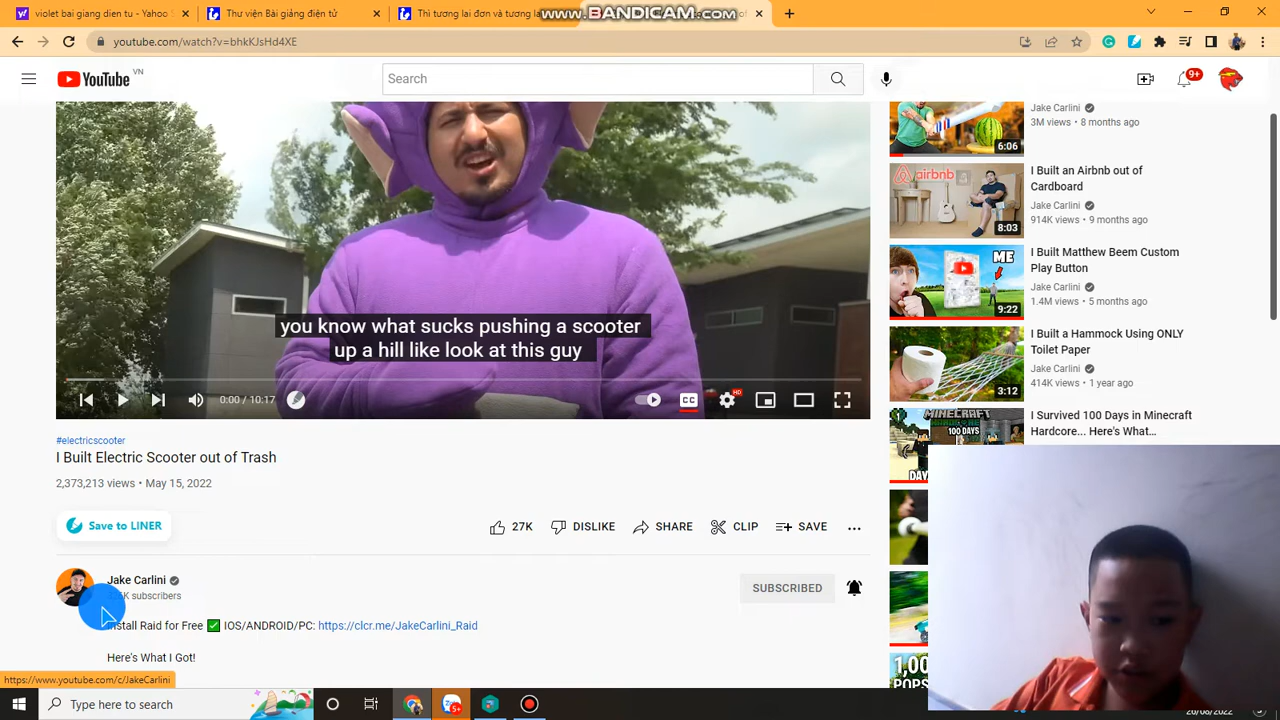 violet bai giang dien tu - Yahoo
Thư viện Bài giảng điện tử
Thì tương lai đơn và tương la
WWW.BANDICAM.COM
youtube.com/watch?v=bhkKJsHd4XE
YouTube VN
Search
9+
you know what sucks pushing a scooter
up a hill like look at this guy
0:00 / 10:17
CC
HD
#electricscooter
I Built Electric Scooter out of Trash
2,373,213 views • May 15, 2022
Save to LINER
27K DISLIKE SHARE CLIP SAVE
Jake Carlini
subscribers
SUBSCRIBED
Install Raid for Free ✅ IOS/ANDROID/PC: https://clcr.me/JakeCarlini_Raid
Here's What I Got!
https://www.youtube.com/c/JakeCarlini
Jake Carlini
3M views • 8 months ago
6:06
airbnb
I Built an Airbnb out of
Cardboard
Jake Carlini
914K views • 9 months ago
8:03
ME
I Built Matthew Beem Custom
Play Button
Jake Carlini
1.4M views • 5 months ago
9:22
I Built a Hammock Using ONLY
Toilet Paper
Jake Carlini
414K views • 1 year ago
3:12
MINECRAFT
100 DAYS
I Survived 100 Days in Minecraft
Hardcore... Here's What…
Type here to search
26/08/2022